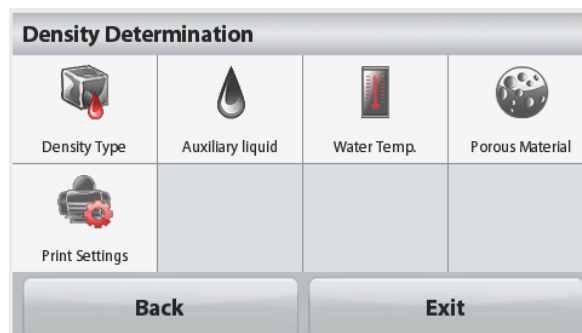 Density Determination
Density Type
Auxiliary liquid
Water Temp.
Porous Material
Print Settings
Back
Exit